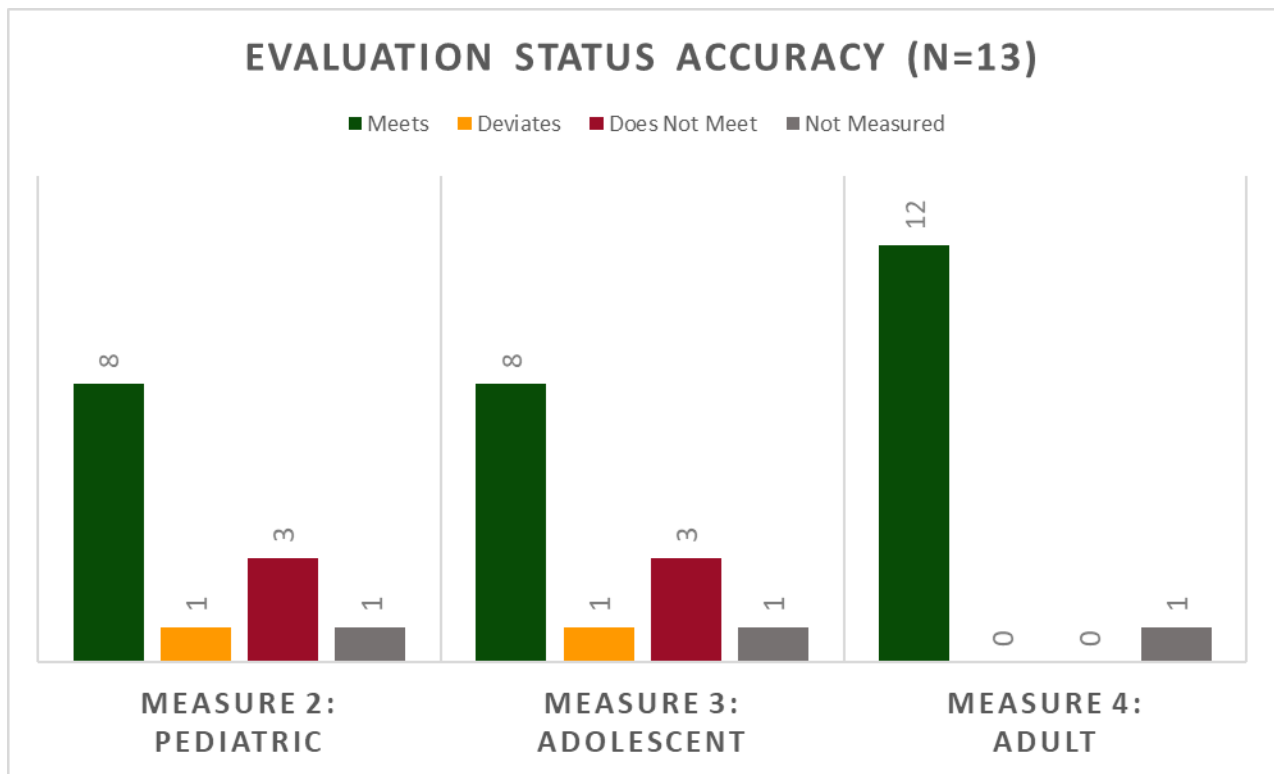 EVALUATION STATUS ACCURACY (N=13)
Meets Deviates Does Not Meet Not Measured
8
1
3
1
8
1
3
1
12
0
0
1
MEASURE 2:
PEDIATRIC
MEASURE 3:
ADOLESCENT
MEASURE 4:
ADULT